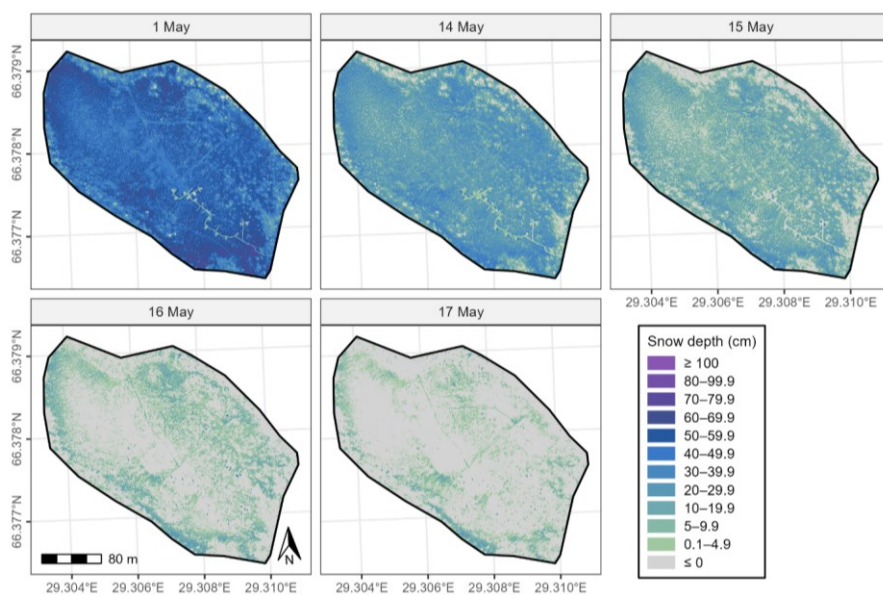 1 May
14 May
15 May
66.379°N
66.378°N
66.377°N
29.304°E 29.306°E 29.308°E 29.310°E
16 May
17 May
66.379°N
66.378°N
66.377°N
80 m
N
29.304°E 29.306°E 29.308°E 29.310°E
29.304°E 29.306°E 29.308°E 29.310°E
Snow depth (cm)
≥ 100
80–99.9
70–79.9
60–69.9
50–59.9
40–49.9
30–39.9
20–29.9
10–19.9
5–9.9
0.1–4.9
≤ 0